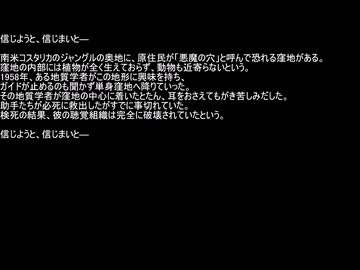 信じようと、信じまいと―
南米コスタリカのジャングルの奥地に、原住民が「悪魔の穴」と呼んで恐れる窪地がある。
窪地の内部には植物が全く生えておらず、動物も近寄らないという。
1958年、ある地質学者がこの地形に興味を持ち、
ガイドが止めるのも聞かず単身窪地へ降りていった。
その地質学者が窪地の中心に着いたとたん、耳をおさえてもがき苦しみだした。
助手たちが必死に救出したがすでに事切れていた。
検死の結果、彼の聴覚組織は完全に破壊されていたという。
信じようと、信じまいと―